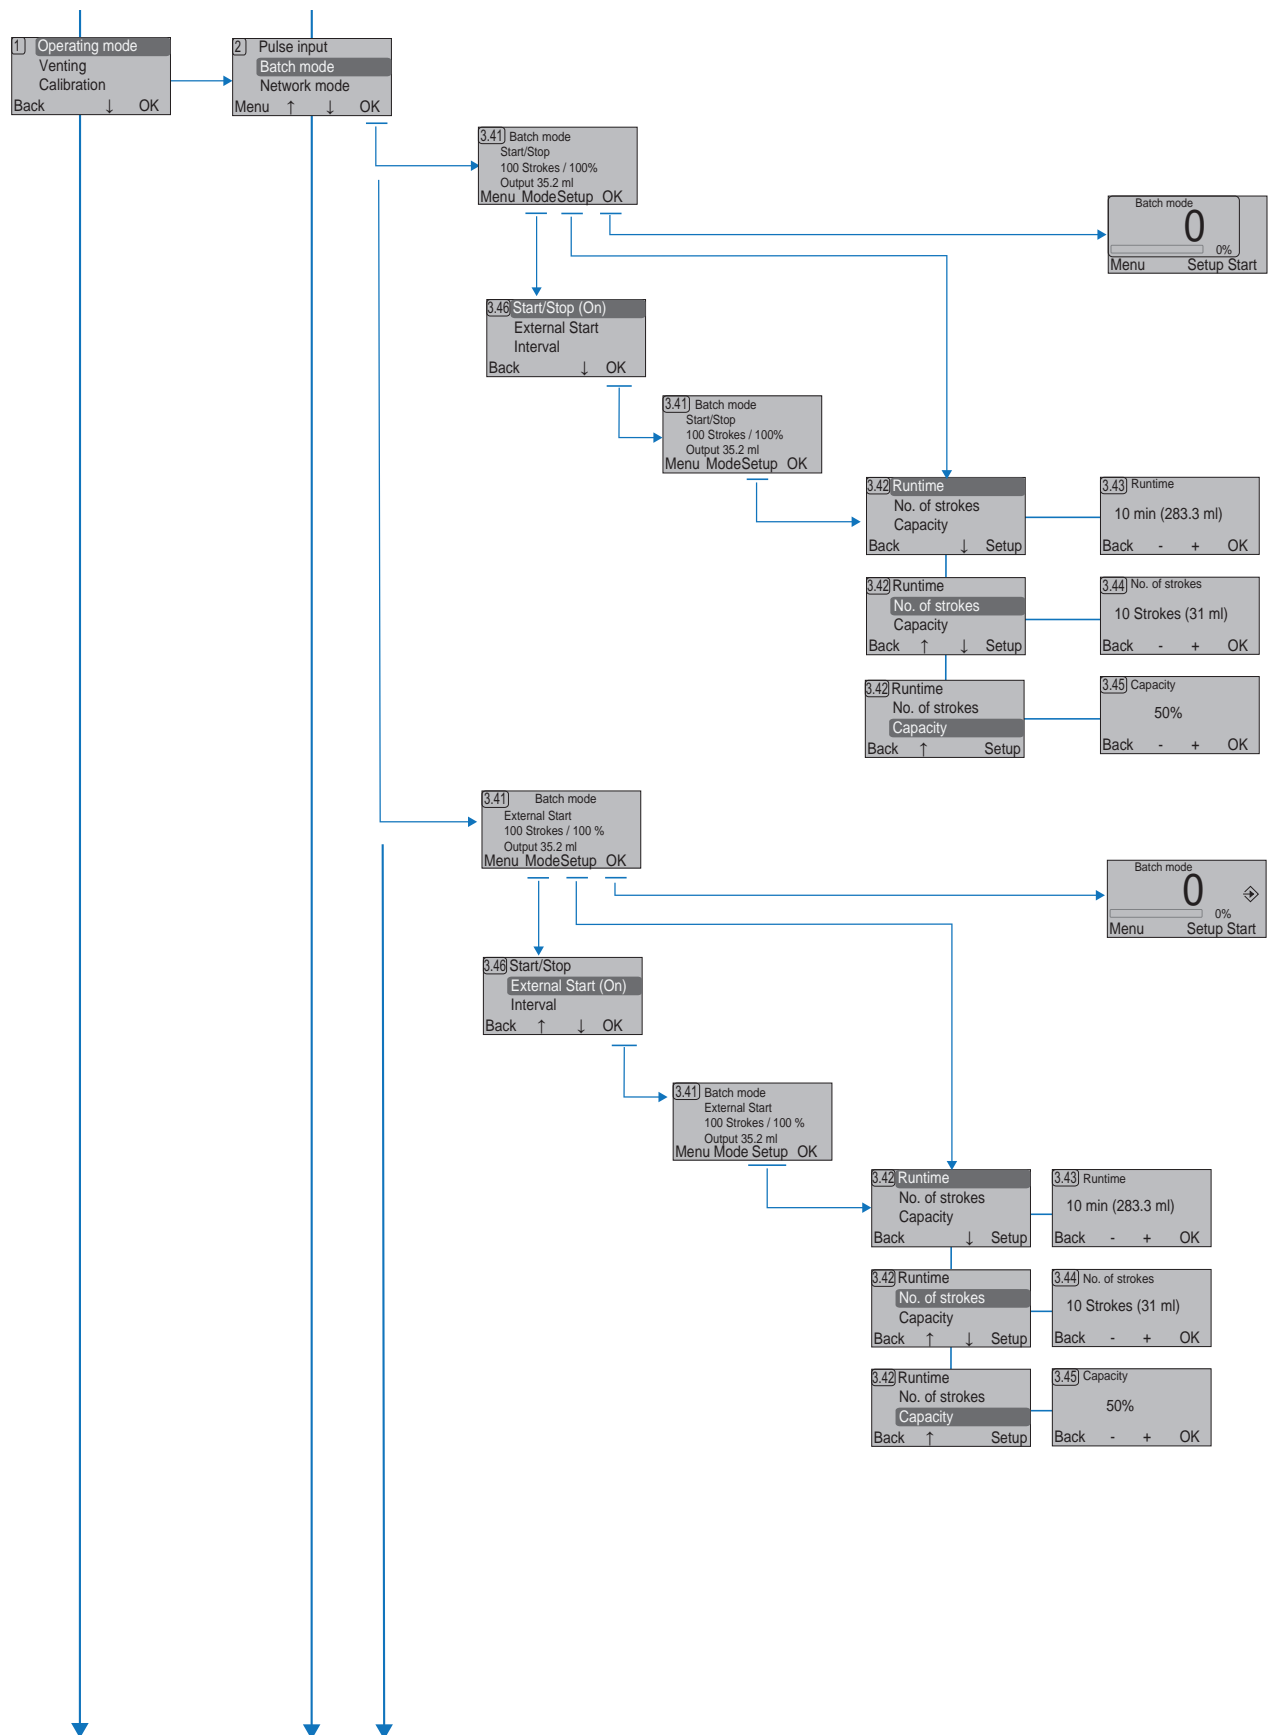 1 Operating mode
Venting
Calibration
Back ↓ OK
2 Pulse input
Batch mode
Network mode
Menu ↑ ↓ OK
3.41 Batch mode
Start/Stop
100 Strokes / 100%
Output 35.2 ml
Menu ModeSetup OK
Batch mode
0
0%
Menu Setup Start
3.46 Start/Stop (On)
External Start
Interval
Back ↓ OK
3.41 Batch mode
Start/Stop
100 Strokes / 100%
Output 35.2 ml
Menu ModeSetup OK
3.42 Runtime
No. of strokes
Capacity
Back ↓ Setup
3.43 Runtime
10 min (283.3 ml)
Back - + OK
3.42 Runtime
No. of strokes
Capacity
Back ↑ ↓ Setup
3.44 No. of strokes
10 Strokes (31 ml)
Back - + OK
3.42 Runtime
No. of strokes
Capacity
Back ↑ Setup
3.45 Capacity
50%
Back - + OK
3.41 Batch mode
External Start
100 Strokes / 100 %
Output 35.2 ml
Menu ModeSetup OK
Batch mode
0
0%
Menu Setup Start
3.46 Start/Stop
External Start (On)
Interval
Back ↑ ↓ OK
3.41 Batch mode
External Start
100 Strokes / 100 %
Output 35.2 ml
Menu Mode Setup OK
3.42 Runtime
No. of strokes
Capacity
Back ↓ Setup
3.43 Runtime
10 min (283.3 ml)
Back - + OK
3.42 Runtime
No. of strokes
Capacity
Back ↑ ↓ Setup
3.44 No. of strokes
10 Strokes (31 ml)
Back - + OK
3.42 Runtime
No. of strokes
Capacity
Back ↑ Setup
3.45 Capacity
50%
Back - + OK